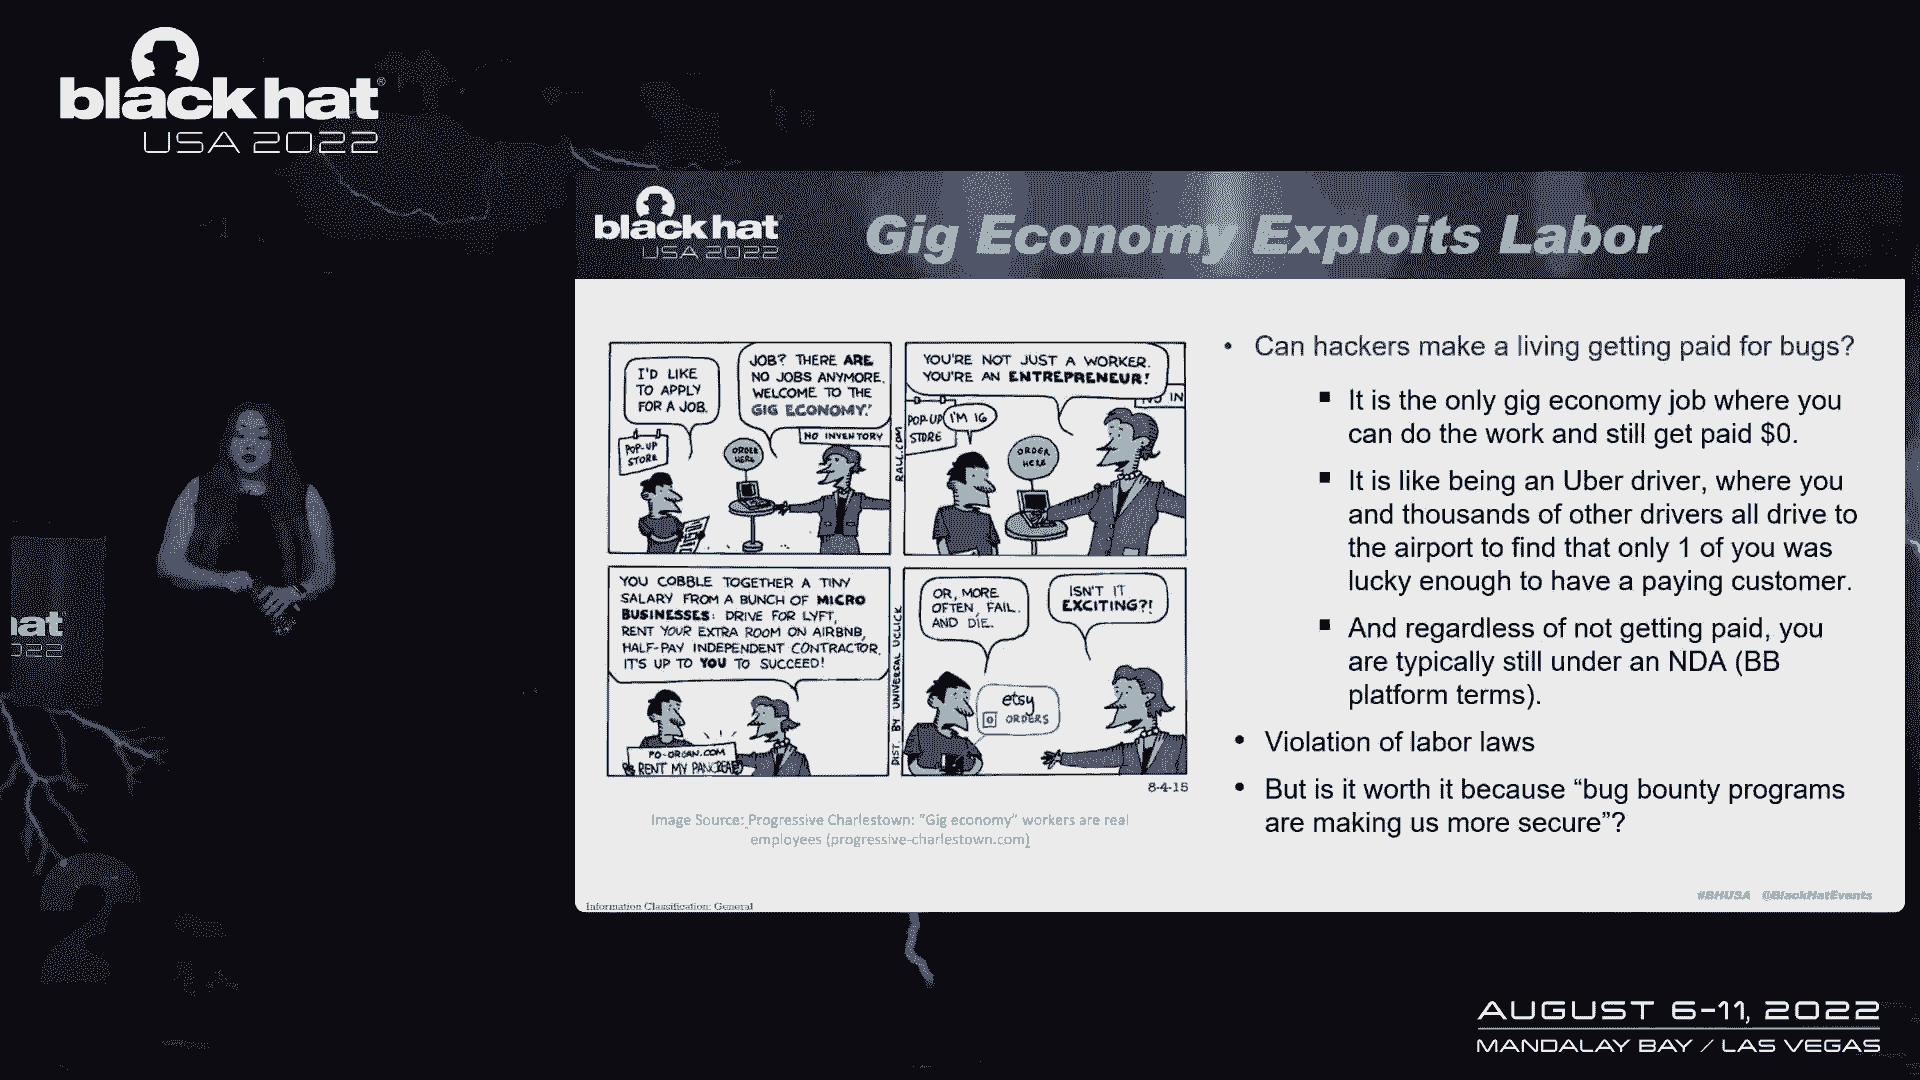 black hat®
USA 2022
black hat
USA 2022
Gig Economy Exploits Labor
I'D LIKE
TO APPLY
FOR A JOB.
JOB? THERE ARE
NO JOBS ANYMORE.
WELCOME TO THE
GIG ECONOMY."
POP-UP
STORE
ORDER
HERE
NO INVENTORY
RALL.COM
YOU'RE NOT JUST A WORKER.
YOU'RE AN ENTREPRENEUR!
POP-UP
STORE
I'M 16
ORDER
HERE
IN
YOU COBBLE TOGETHER A TINY
SALARY FROM A BUNCH OF MICRO
BUSINESSES: DRIVE FOR LYFT,
RENT YOUR EXTRA ROOM ON AIRBNB,
HALF-PAY INDEPENDENT CONTRACTOR.
IT'S UP TO YOU TO SUCCEED!
PO-ORGAN.COM
RENT MY PANCREAS
DIST. BY UNIVERSAL UCLICK
OR, MORE
OFTEN, FAIL.
AND DIE.
ISN'T IT
EXCITING?!
etsy
0 ORDERS
8-4-15
Image Source: Progressive Charlestown: "Gig economy" workers are real
employees (progressive-charlestown.com)
• Can hackers make a living getting paid for bugs?
▪ It is the only gig economy job where you
can do the work and still get paid $0.
▪ It is like being an Uber driver, where you
and thousands of other drivers all drive to
the airport to find that only 1 of you was
lucky enough to have a paying customer.
▪ And regardless of not getting paid, you
are typically still under an NDA (BB
platform terms).
• Violation of labor laws
• But is it worth it because “bug bounty programs
are making us more secure”?
Information Classification: General
#BHUSA @BlackHatEvents
hat
022
2
AUGUST 6-11, 2022
MANDALAY BAY / LAS VEGAS